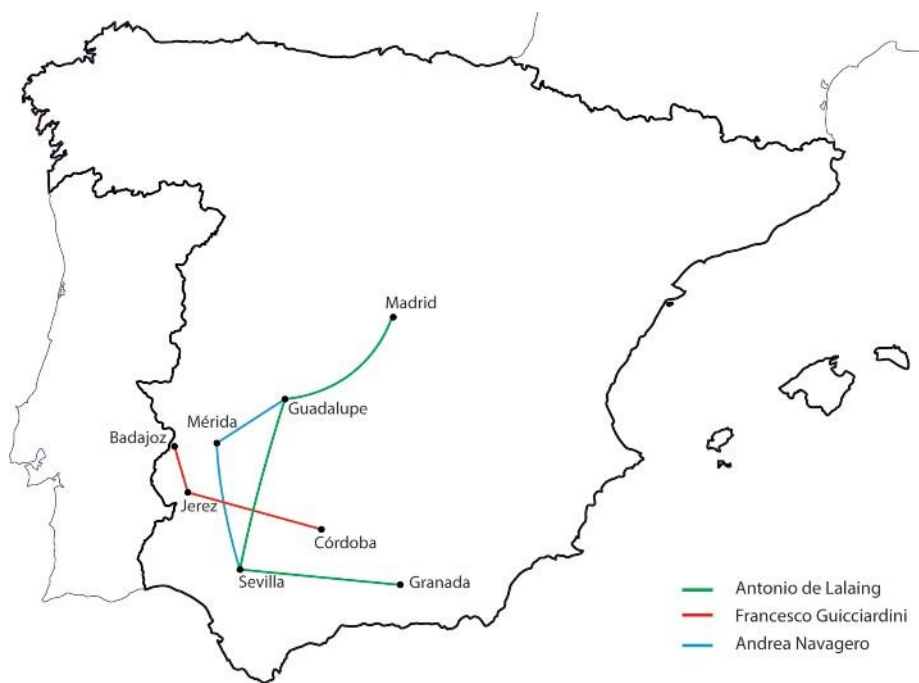 Madrid
Guadalupe
Mérida
Badajoz
Jerez
Córdoba
Sevilla
Granada
Antonio de Lalaing
Francesco Guicciardini
Andrea Navagero